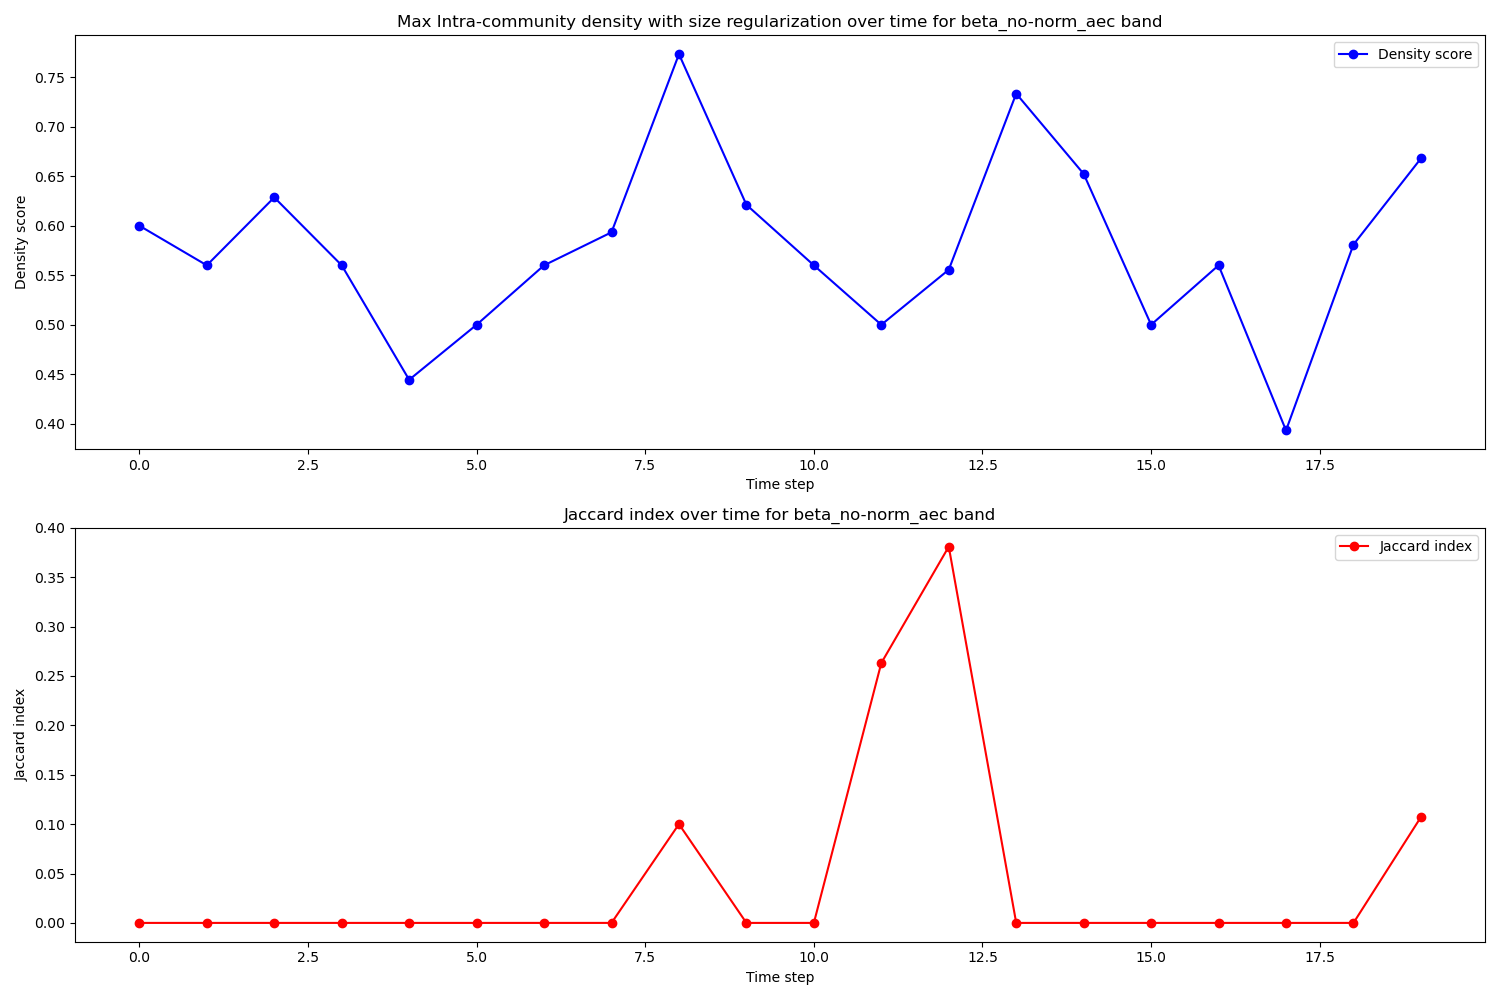 Max Intra-community density with size regularization over time for beta_no-norm_aec band
Density score
0.75
0.70
0.65
0.60
0.55
0.50
0.45
0.40
Density score
0.0 2.5 5.0 7.5 10.0 12.5 15.0 17.5
Time step
Jaccard index over time for beta_no-norm_aec band
Jaccard index
0.40
0.35
0.30
0.25
0.20
0.15
0.10
0.05
0.00
Jaccard index
0.0 2.5 5.0 7.5 10.0 12.5 15.0 17.5
Time step